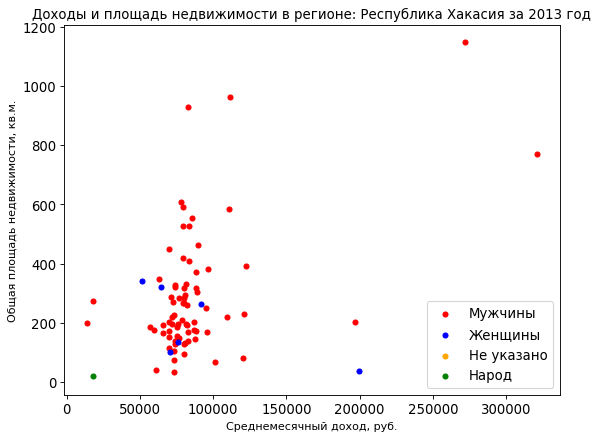 Доходы и площадь недвижимости в регионе: Республика Хакасия за 2013 год
Общая площадь недвижимости, кв.м.
1200
1000
800
600
400
200
0
0 50000 100000 150000 200000 250000 300000
Среднемесячный доход, руб.
Мужчины
Женщины
Не указано
Народ